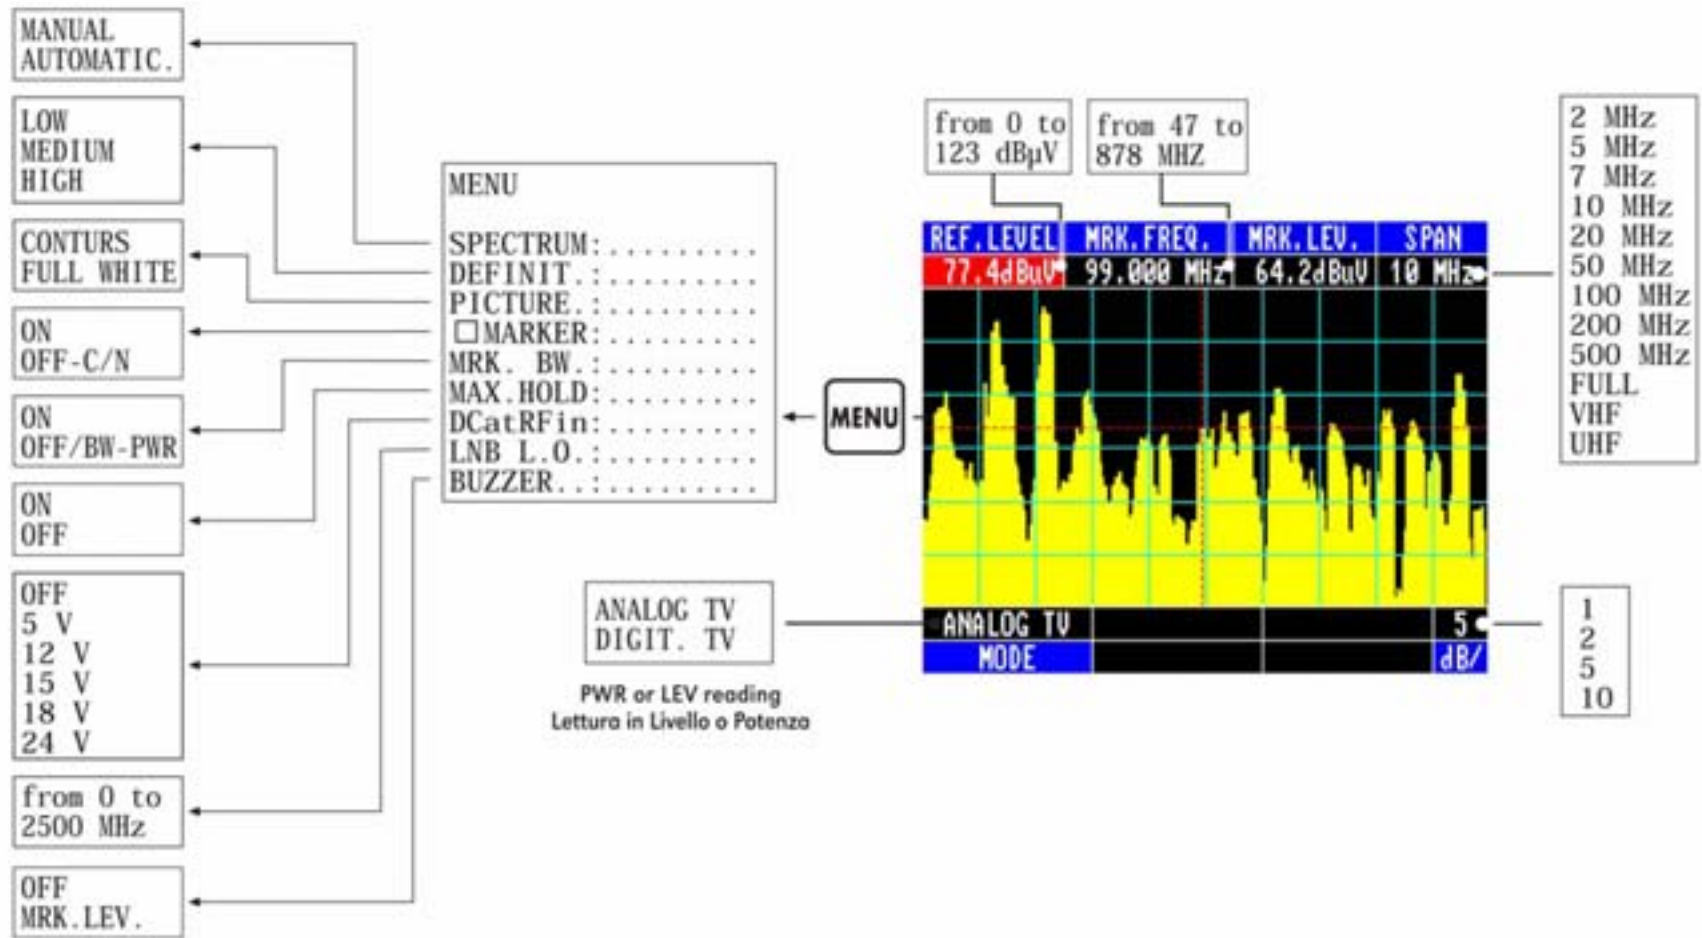 MANUAL
AUTOMATIC.
LOW
MEDIUM
HIGH
CONTURS
FULL WHITE
ON
OFF-C/N
ON
OFF/BW-PWR
ON
OFF
OFF
5 V
12 V
15 V
18 V
24 V
from 0 to
2500 MHz
OFF
MRK.LEV.
MENU
SPECTRUM:.........
DEFINIT.:.........
PICTURE.:.........
□MARKER:.........
MRK. BW.:.........
MAX.HOLD:.........
DCatRFin:.........
LNB L.O.:.........
BUZZER..:.........
MENU
ANALOG TV
DIGIT. TV
PWR or LEV reading
Lettura in Livello o Potenza
from 0 to
123 dBµV
from 47 to
878 MHZ
REF.LEVEL MRK.FREQ. MRK.LEV. SPAN
77.4dBuV 99.000 MHz 64.2dBuV 10 MHz
ANALOG TV 5
MODE dB/
2 MHz
5 MHz
7 MHz
10 MHz
20 MHz
50 MHz
100 MHz
200 MHz
500 MHz
FULL
VHF
UHF
1
2
5
10